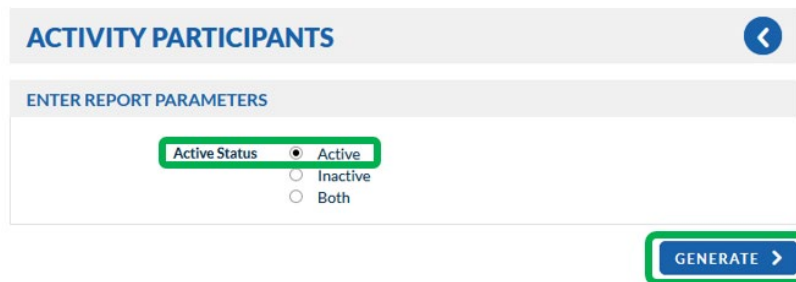 ACTIVITY PARTICIPANTS
ENTER REPORT PARAMETERS
Active Status Active
Inactive
Both
GENERATE